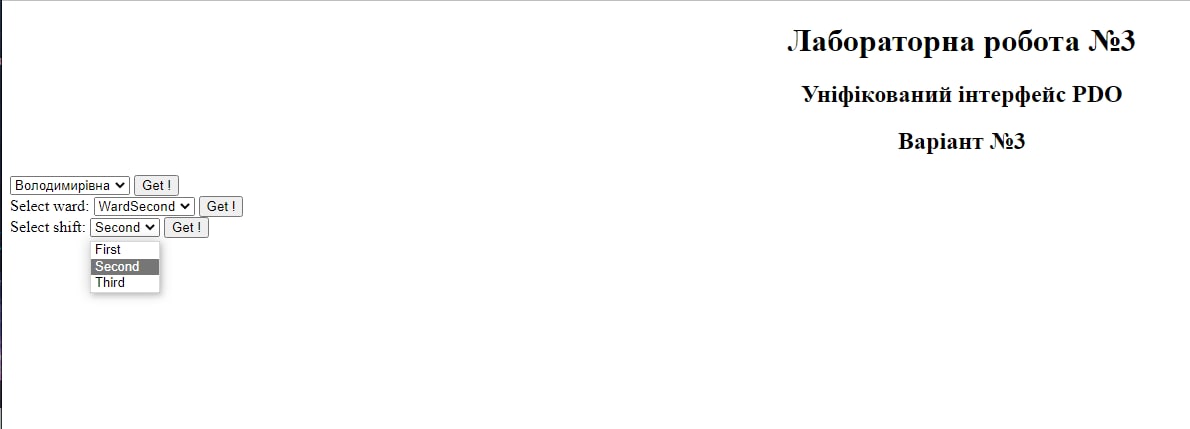 Лабораторна робота №3
Уніфікований інтерфейс PDO
Варіант №3
Володимирівна Get !
Select ward: WardSecond Get !
Select shift: Second Get !
First
Second
Third